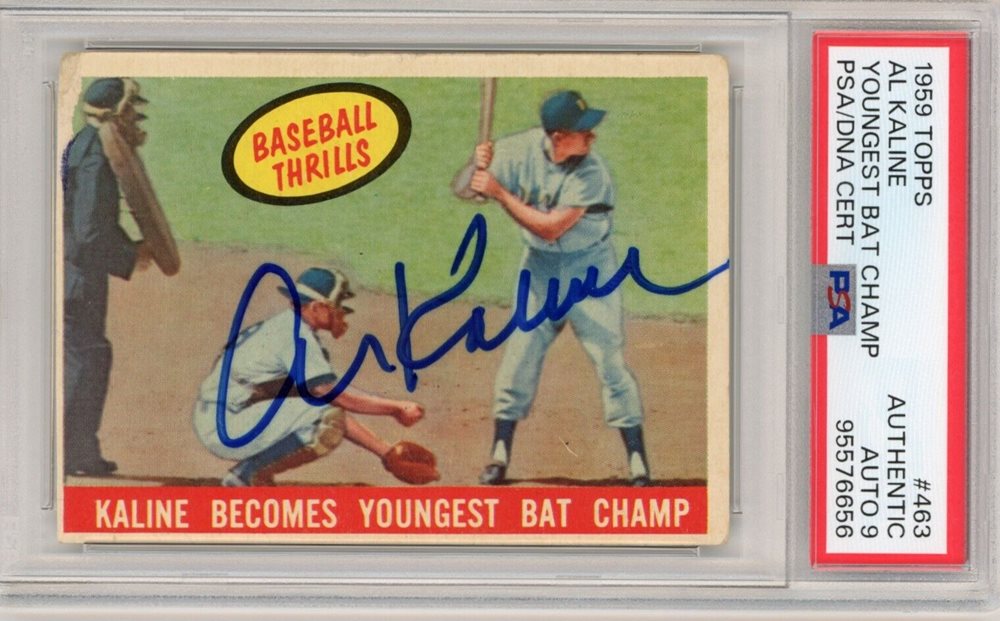 BASEBALL
THRILLS
Al Kaline
KALINE BECOMES YOUNGEST BAT CHAMP
1959 TOPPS #463
AL KALINE AUTHENTIC
YOUNGEST BAT CHAMP AUTO 9
PSA/DNA CERT 95576656
PSA